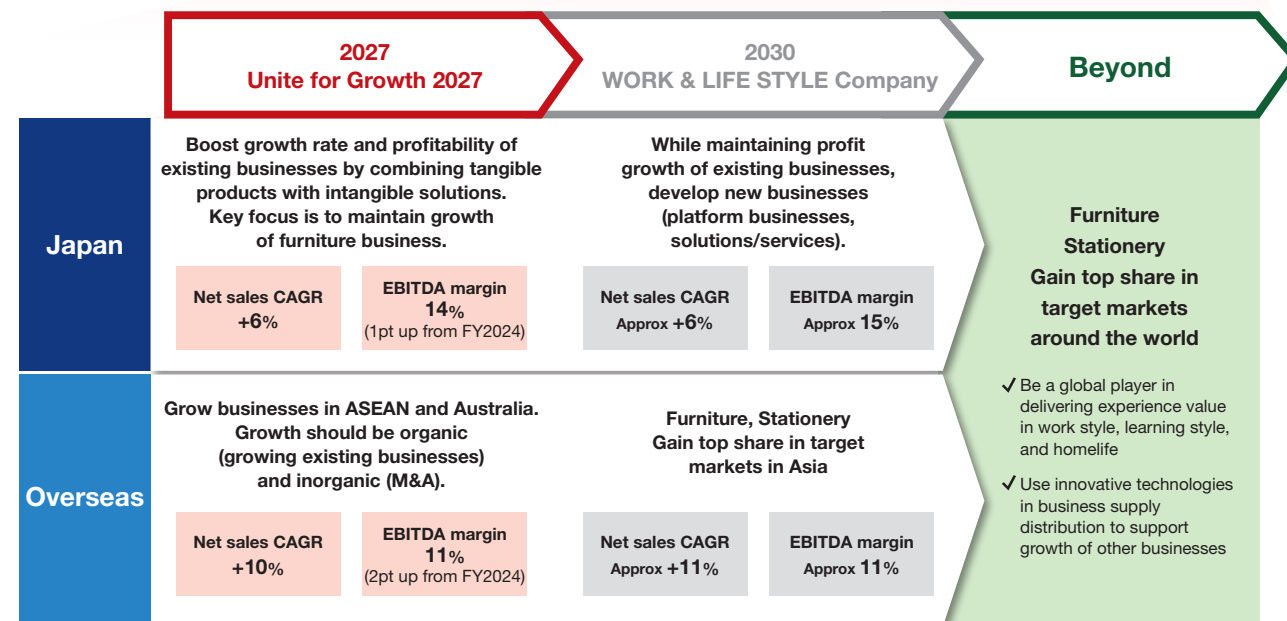 2027
Unite for Growth 2027
2030
WORK & LIFE STYLE Company
Beyond
Japan
Boost growth rate and profitability of
existing businesses by combining tangible
products with intangible solutions.
Key focus is to maintain growth
of furniture business.
Net sales CAGR
+6%
EBITDA margin
14%
(1pt up from FY2024)
While maintaining profit
growth of existing businesses,
develop new businesses
(platform businesses,
solutions/services).
Net sales CAGR
Approx +6%
EBITDA margin
Approx 15%
Overseas
Grow businesses in ASEAN and Australia.
Growth should be organic
(growing existing businesses)
and inorganic (M&A).
Net sales CAGR
+10%
EBITDA margin
11%
(2pt up from FY2024)
Furniture, Stationery
Gain top share in target
markets in Asia
Net sales CAGR
Approx +11%
EBITDA margin
Approx 11%
Furniture
Stationery
Gain top share in
target markets
around the world
✓ Be a global player in
delivering experience value
in work style, learning style,
and homelife
✓ Use innovative technologies
in business supply
distribution to support
growth of other businesses